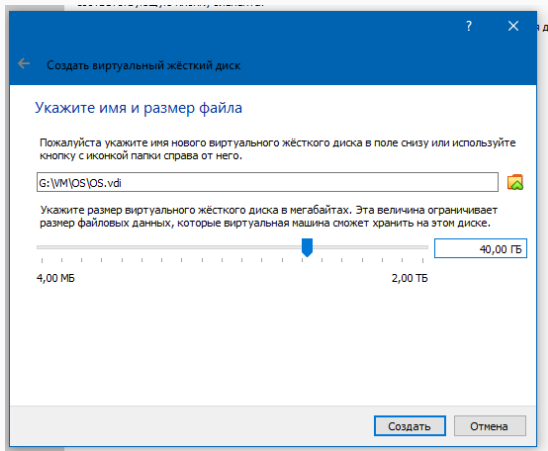 ?
Создать виртуальный жёсткий диск
Укажите имя и размер файла
Пожалуйста укажите имя нового виртуального жёсткого диска в поле снизу или используйте
кнопку с иконкой папки справа от него.
G:\VM\OS\OS.vdi
Укажите размер виртуального жёсткого диска в мегабайтах. Эта величина ограничивает
размер файловых данных, которые виртуальная машина сможет хранить на этом диске.
40,00 ГБ
4,00 МБ 2,00 ТБ
Создать Отмена